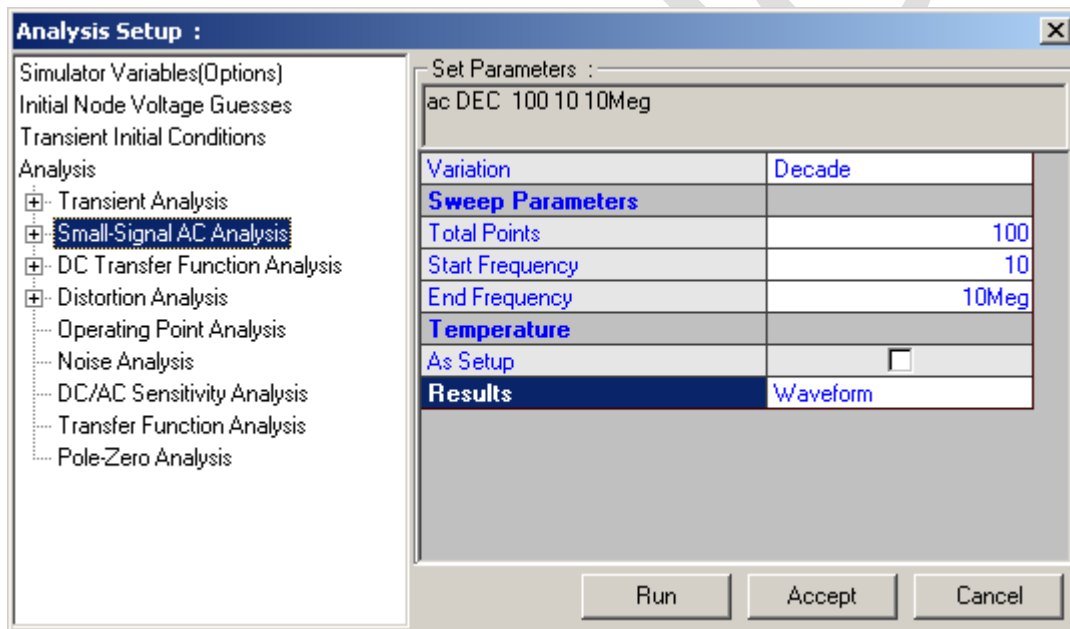 Analysis Setup :
Simulator Variables(Options)
Initial Node Voltage Guesses
Transient Initial Conditions
Analysis
Transient Analysis
Small-Signal AC Analysis
DC Transfer Function Analysis
Distortion Analysis
Operating Point Analysis
Noise Analysis
DC/AC Sensitivity Analysis
Transfer Function Analysis
Pole-Zero Analysis
Set Parameters :
ac DEC 100 10 10Meg
Variation Decade
Sweep Parameters
Total Points 100
Start Frequency 10
End Frequency 10Meg
Temperature
As Setup
Results Waveform
Run Accept Cancel